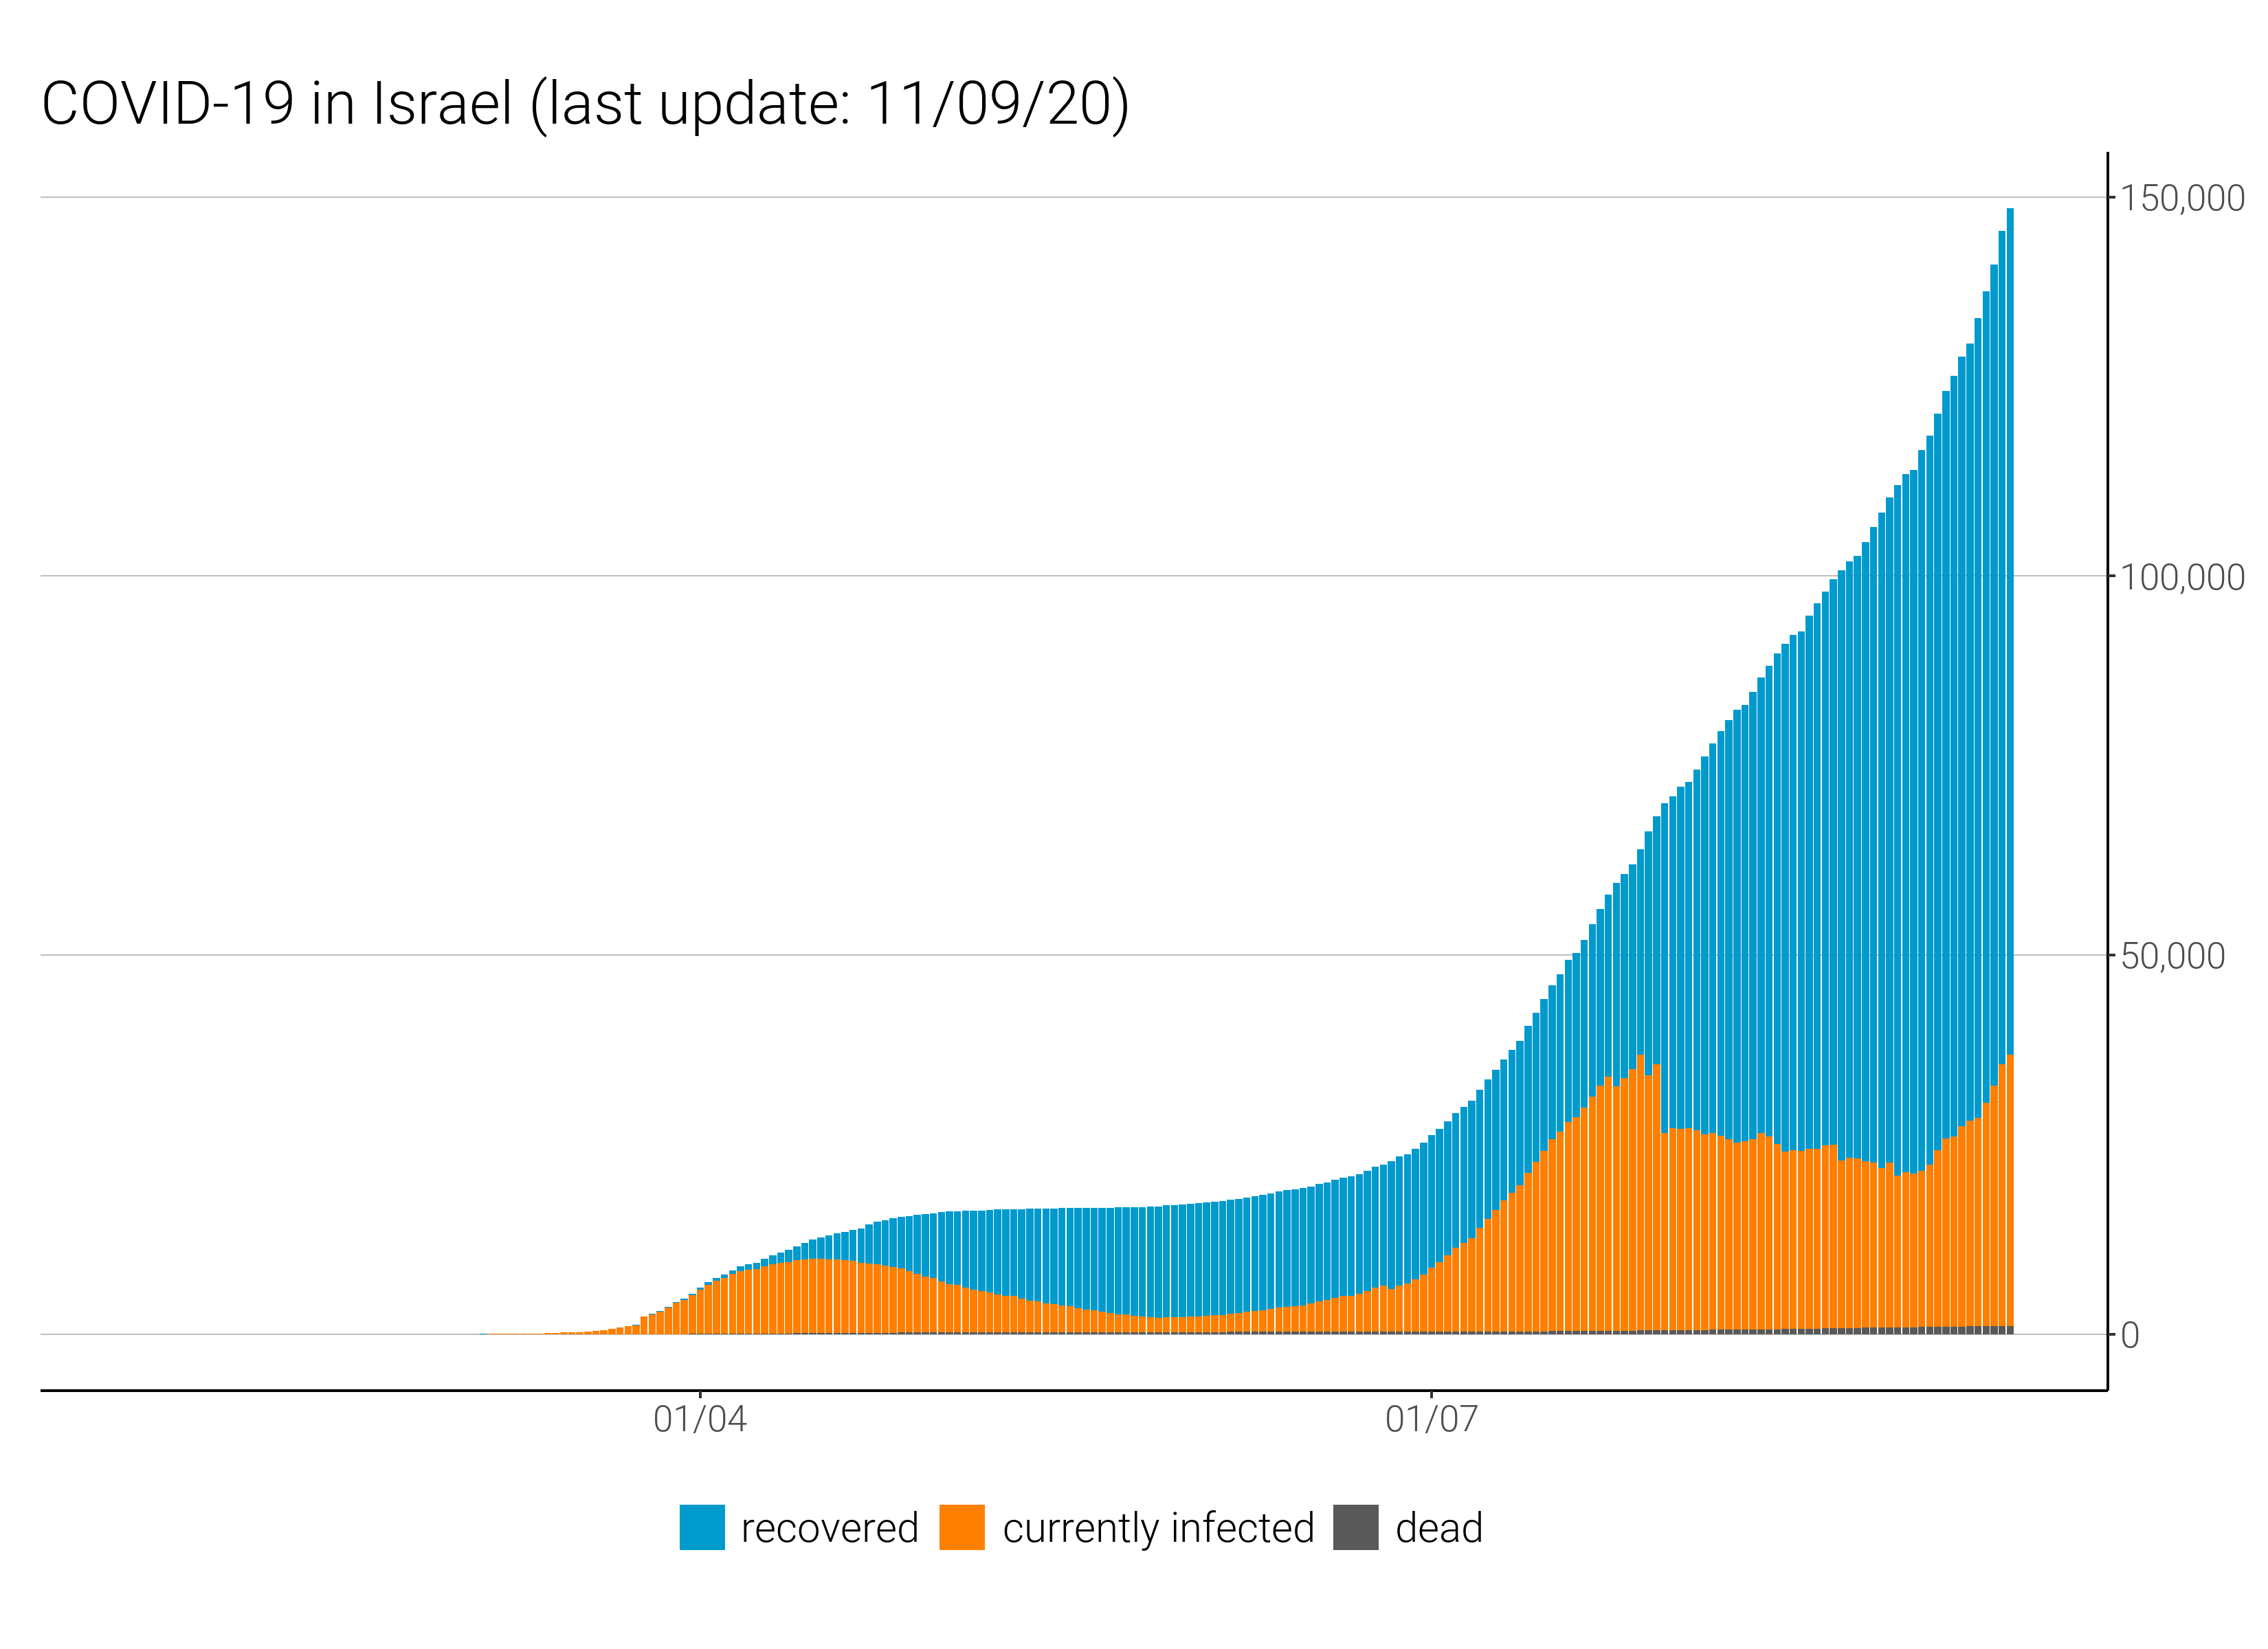 COVID-19 in Israel (last update: 11/09/20)
150,000
100,000
50,000
0
01/04 01/07
recovered currently infected dead